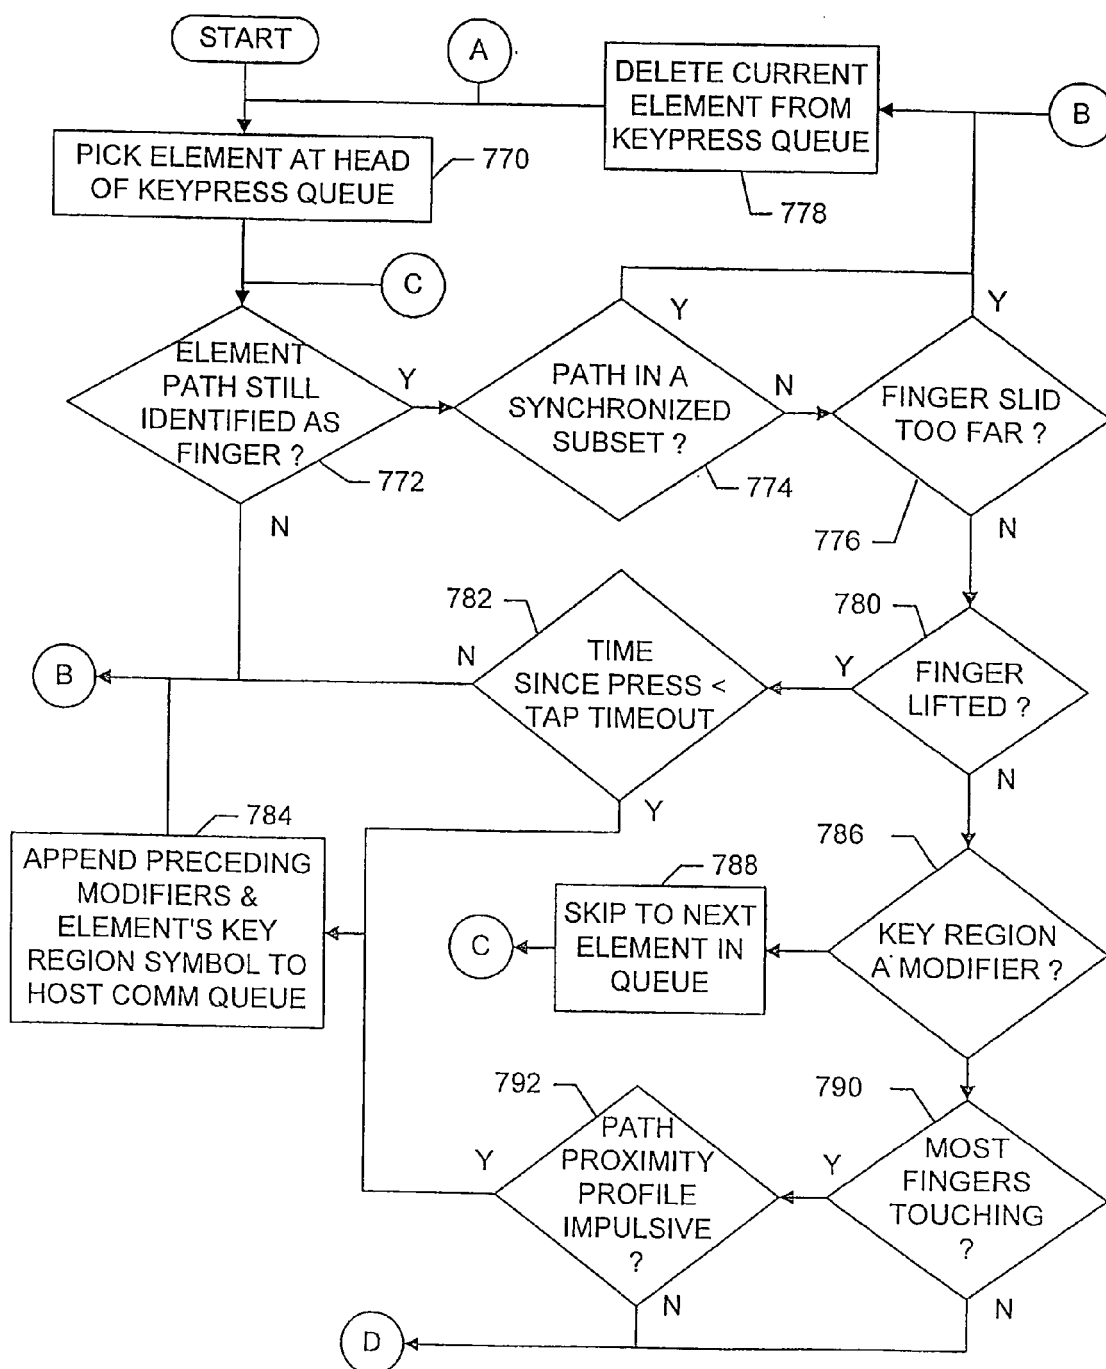 START
A
DELETE CURRENT
ELEMENT FROM
KEYPRESS QUEUE
B
PICK ELEMENT AT HEAD
OF KEYPRESS QUEUE
770
778
C
ELEMENT
PATH STILL
IDENTIFIED AS
FINGER ?
Y
772
N
Y
PATH IN A
SYNCHRONIZED
SUBSET ?
N
774
Y
FINGER SLID
TOO FAR ?
776
N
782
TIME
SINCE PRESS <
TAP TIMEOUT
N
Y
780
Y
FINGER
LIFTED ?
N
B
784
APPEND PRECEDING
MODIFIERS &
ELEMENT'S KEY
REGION SYMBOL TO
HOST COMM QUEUE
786
KEY REGION
A MODIFIER ?
788
SKIP TO NEXT
ELEMENT IN
QUEUE
C
792
PATH
PROXIMITY
PROFILE
IMPULSIVE
?
Y
N
790
Y
MOST
FINGERS
TOUCHING
?
N
D